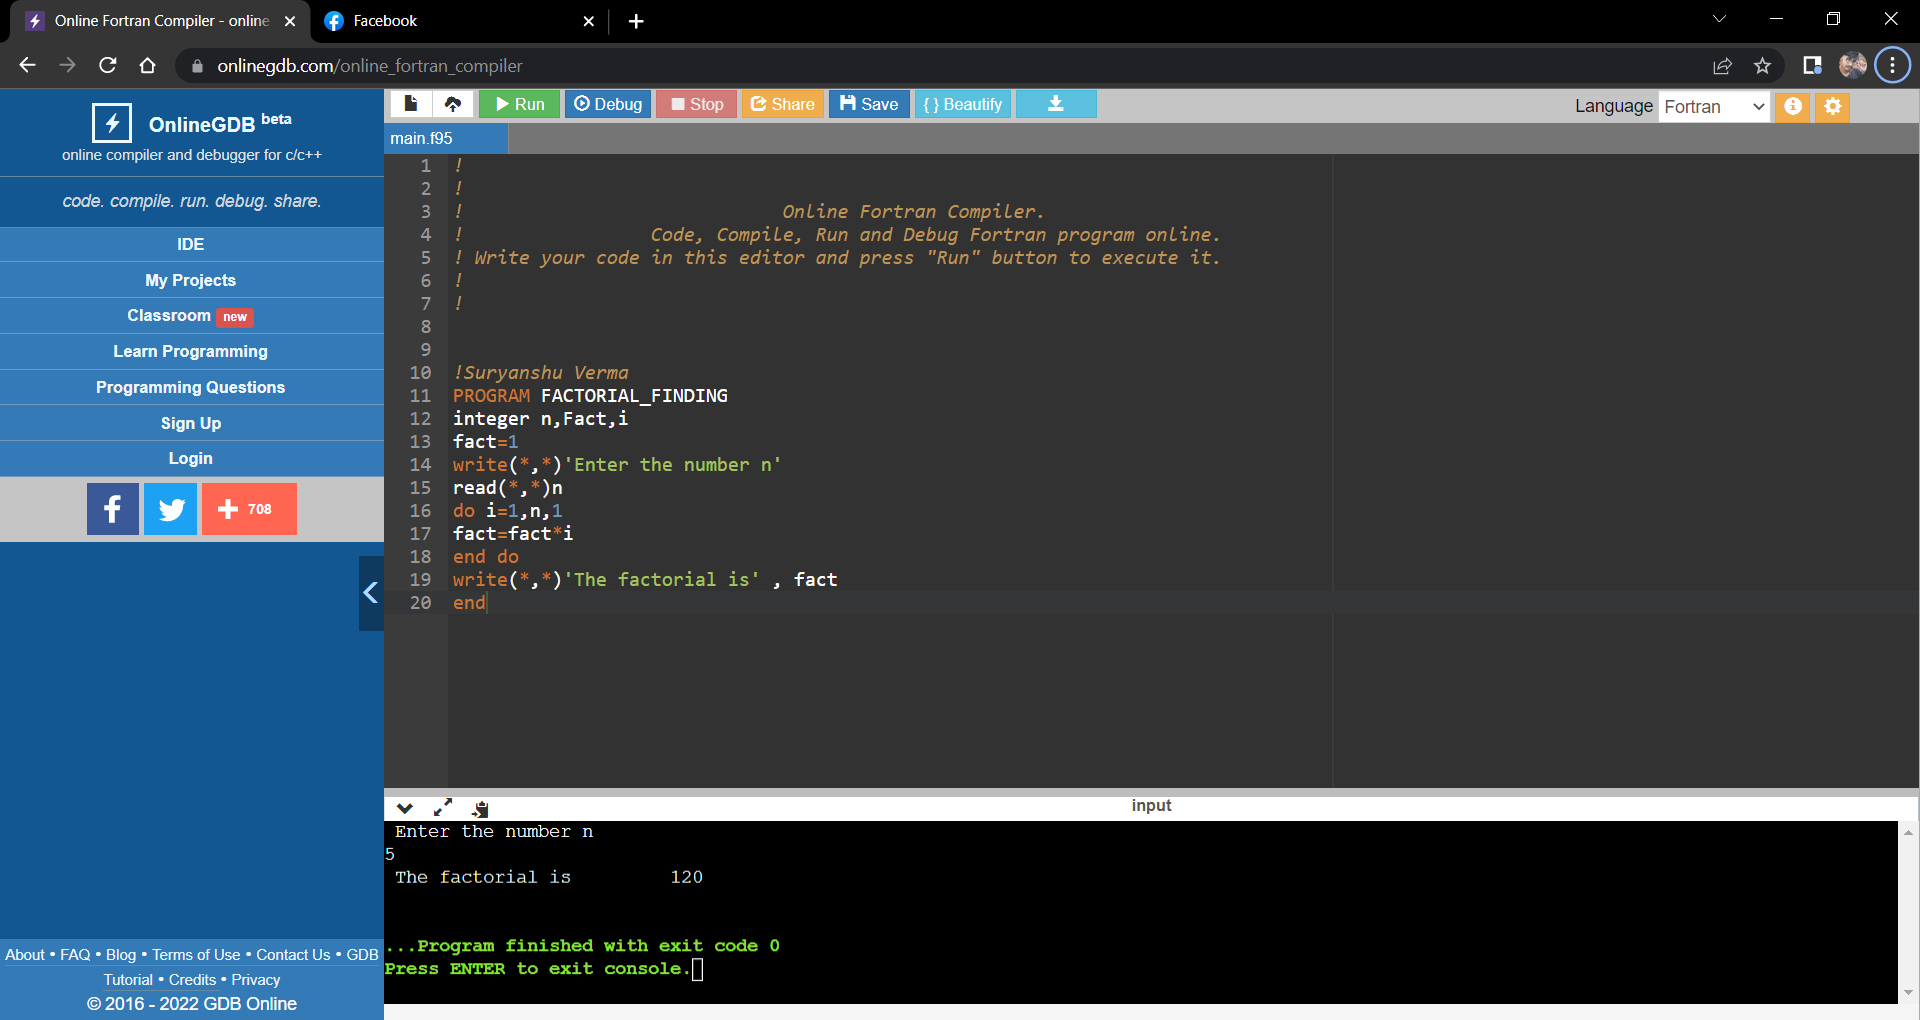 Online Fortran Compiler - online
Facebook
onlinegdb.com/online_fortran_compiler
OnlineGDB beta
online compiler and debugger for c/c++
code. compile. run. debug. share.
IDE
My Projects
Classroom new
Learn Programming
Programming Questions
Sign Up
Login
f
708
About • FAQ • Blog • Terms of Use • Contact Us • GDB
Tutorial • Credits • Privacy
© 2016 - 2022 GDB Online
Run Debug Stop Share Save { } Beautify
Language Fortran
main.f95
1 !
2 !
3 ! Online Fortran Compiler.
4 ! Code, Compile, Run and Debug Fortran program online.
5 ! Write your code in this editor and press "Run" button to execute it.
6 !
7 !
8
9
10 !Suryanshu Verma
11 PROGRAM FACTORIAL_FINDING
12 integer n,Fact,i
13 fact=1
14 write(*,*)'Enter the number n'
15 read(*,*)n
16 do i=1,n,1
17 fact=fact*i
18 end do
19 write(*,*)'The factorial is' , fact
20 end
input
Enter the number n
5
The factorial is 120
...Program finished with exit code 0
Press ENTER to exit console.